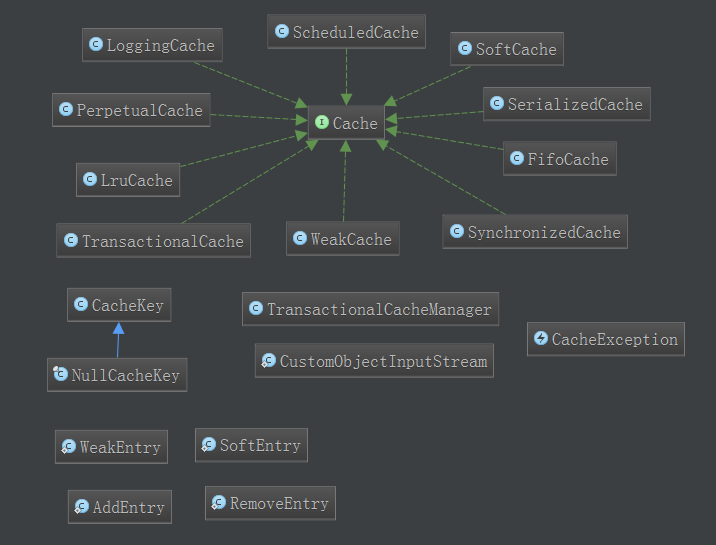 ScheduledCache
LoggingCache
SoftCache
PerpetualCache
SerializedCache
I Cache
FifoCache
LruCache
TransactionalCache
WeakCache
SynchronizedCache
CacheKey
TransactionalCacheManager
CacheException
CustomObjectInputStream
NullCacheKey
WeakEntry
SoftEntry
AddEntry
RemoveEntry